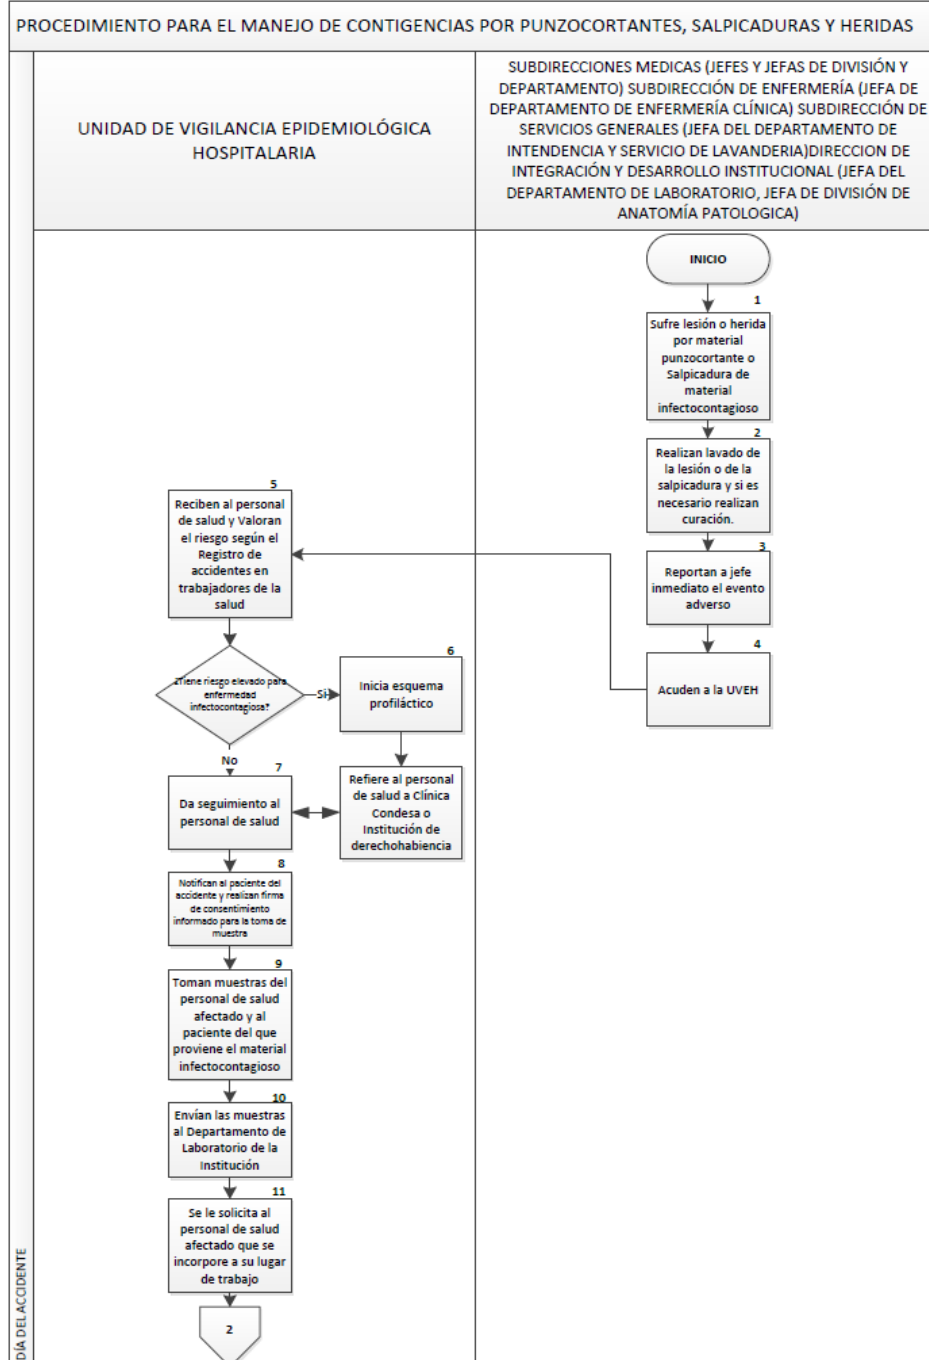 PROCEDIMIENTO PARA EL MANEJO DE CONTIGENCIAS POR PUNZOCORTANTES, SALPICADURAS Y HERIDAS
UNIDAD DE VIGILANCIA EPIDEMIOLÓGICA
HOSPITALARIA
SUBDIRECCIONES MEDICAS (JEFES Y JEFAS DE DIVISIÓN Y
DEPARTAMENTO) SUBDIRECCIÓN DE ENFERMERÍA (JEFA DE
DEPARTAMENTO DE ENFERMERÍA CLÍNICA) SUBDIRECCIÓN DE
SERVICIOS GENERALES (JEFA DEL DEPARTAMENTO DE
INTENDENCIA Y SERVICIO DE LAVANDERIA)DIRECCION DE
INTEGRACIÓN Y DESARROLLO INSTITUCIONAL (JEFA DEL
DEPARTAMENTO DE LABORATORIO, JEFA DE DIVISIÓN DE
ANATOMÍA PATOLOGICA)
INICIO
1
Sufre lesión o herida
por material
punzocortante o
Salpicadura de
material
infectocontagioso
2
Realizan lavado de
la lesión o de la
salpicadura y si es
necesario realizan
curación.
3
Reportan a jefe
inmediato el evento
adverso
4
Acuden a la UVEH
5
Reciben al personal
de salud y Valoran
el riesgo según el
Registro de
accidentes en
trabajadores de la
salud
¿Tiene riesgo elevado para
enfermedad
infectocontagiosa?
Si
6
Inicia esquema
profiláctico
Refiere al personal
de salud a Clínica
Condesa o
Institución de
derechohabiencia
No
7
Da seguimiento al
personal de salud
8
Notifican al paciente del
accidente y realizan firma
de consentimiento
informado para la toma de
muestra
9
Toman muestras del
personal de salud
afectado y al
paciente del que
proviene el material
infectocontagioso
10
Envían las muestras
al Departamento de
Laboratorio de la
Institución
11
Se le solicita al
personal de salud
afectado que se
incorpore a su lugar
de trabajo
2
DÍA DEL ACCIDENTE